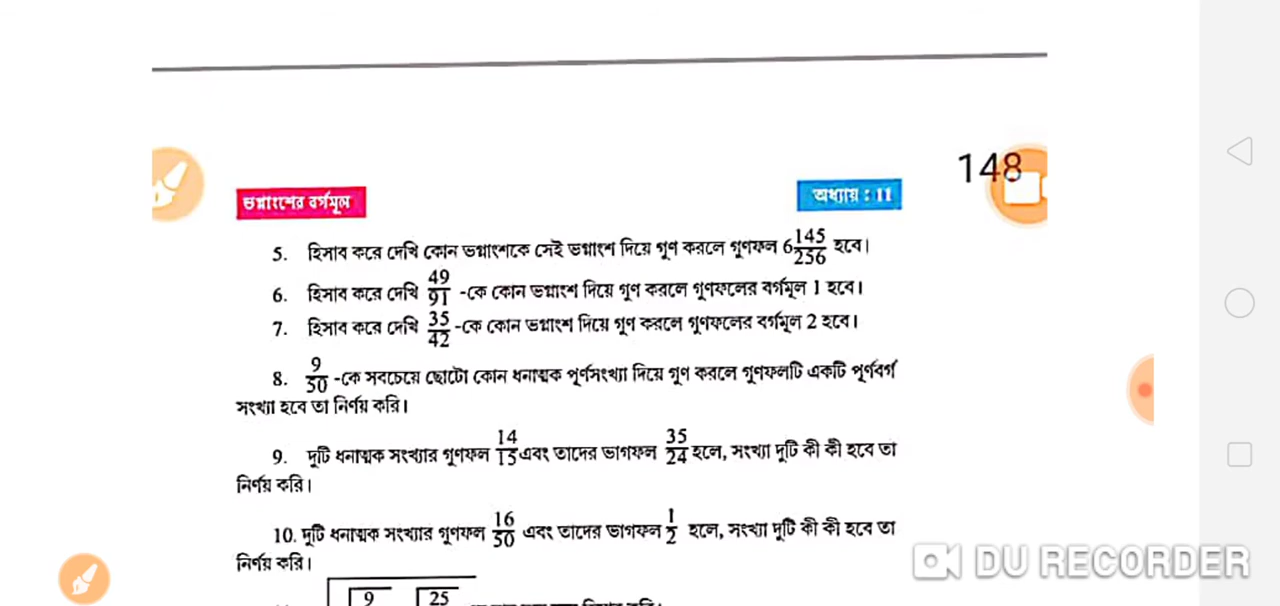 148
ভগ্নাংশের বর্গমূল
অধ্যায় : 11
5. হিসাব করে দেখি কোন ভগ্নাংশকে সেই ভগ্নাংশ দিয়ে গুণ করলে গুণফল 6 145/256 হবে।
6. হিসাব করে দেখি 49/91 -কে কোন ভগ্নাংশ দিয়ে গুণ করলে গুণফলের বর্গমূল 1 হবে।
7. হিসাব করে দেখি 35/42 -কে কোন ভগ্নাংশ দিয়ে গুণ করলে গুণফলের বর্গমূল 2 হবে।
8. 9/50 -কে সবচেয়ে ছোটো কোন ধনাত্মক পূর্ণসংখ্যা দিয়ে গুণ করলে গুণফলটি একটি পূর্ণবর্গ
সংখ্যা হবে তা নির্ণয় করি।
9. দুটি ধনাত্মক সংখ্যার গুণফল 14/15 এবং তাদের ভাগফল 35/24 হলে, সংখ্যা দুটি কী কী হবে তা
নির্ণয় করি।
10. দুটি ধনাত্মক সংখ্যার গুণফল 16/50 এবং তাদের ভাগফল 1/2 হলে, সংখ্যা দুটি কী কী হবে তা
নির্ণয় করি।
9 25
DU RECORDER